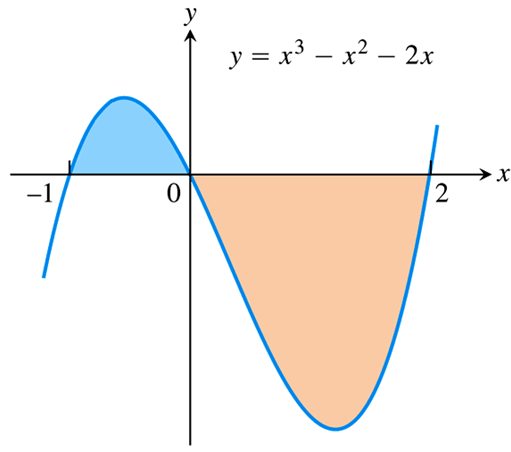 y
y = x³ − x² − 2x
x
−1
0
2